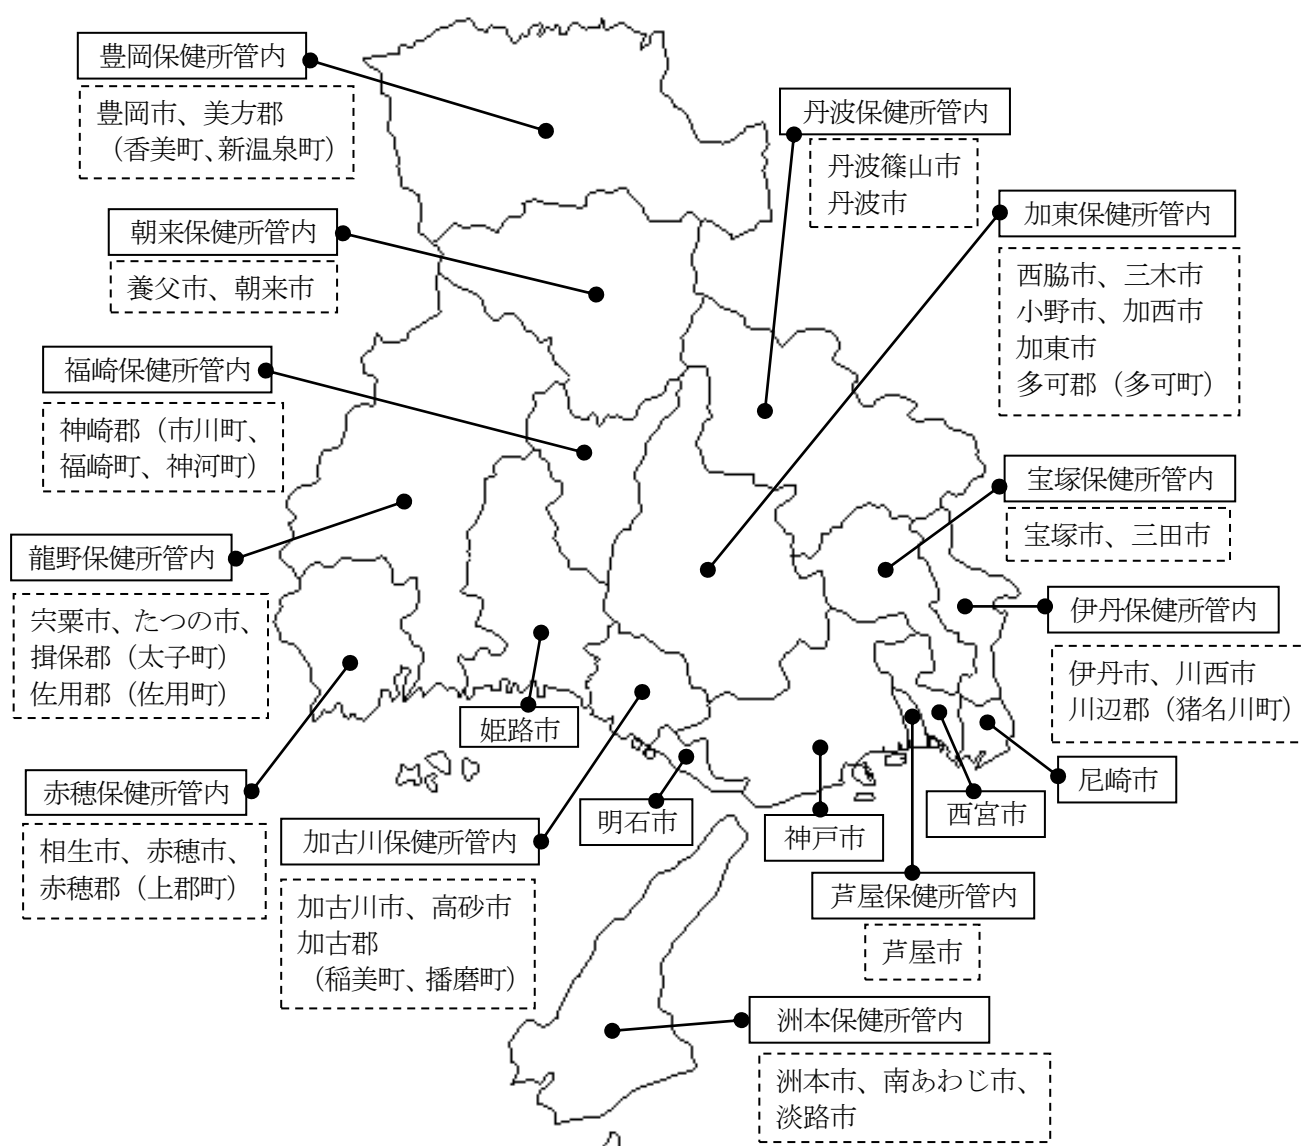 豊岡保健所管内
豊岡市、美方郡
（香美町、新温泉町）
丹波保健所管内
丹波篠山市
丹波市
朝来保健所管内
養父市、朝来市
加東保健所管内
西脇市、三木市
小野市、加西市
加東市
多可郡（多可町）
福崎保健所管内
神崎郡（市川町、
福崎町、神河町）
宝塚保健所管内
宝塚市、三田市
龍野保健所管内
宍粟市、たつの市、
揖保郡（太子町）
佐用郡（佐用町）
伊丹保健所管内
伊丹市、川西市
川辺郡（猪名川町）
姫路市
尼崎市
赤穂保健所管内
相生市、赤穂市、
赤穂郡（上郡町）
加古川保健所管内
加古川市、高砂市
加古郡
（稲美町、播磨町）
明石市
神戸市
西宮市
芦屋保健所管内
芦屋市
洲本保健所管内
洲本市、南あわじ市、
淡路市